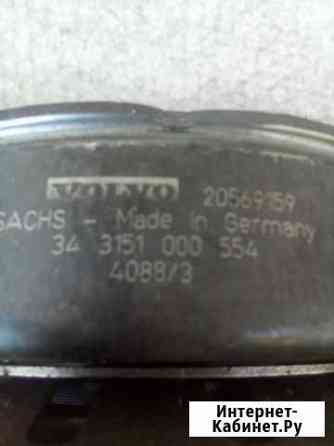 VOLVO 20569159
SACHS - Made in Germany
34 3151 000 554
4088/3
Интернет-
Кабинет.Ру